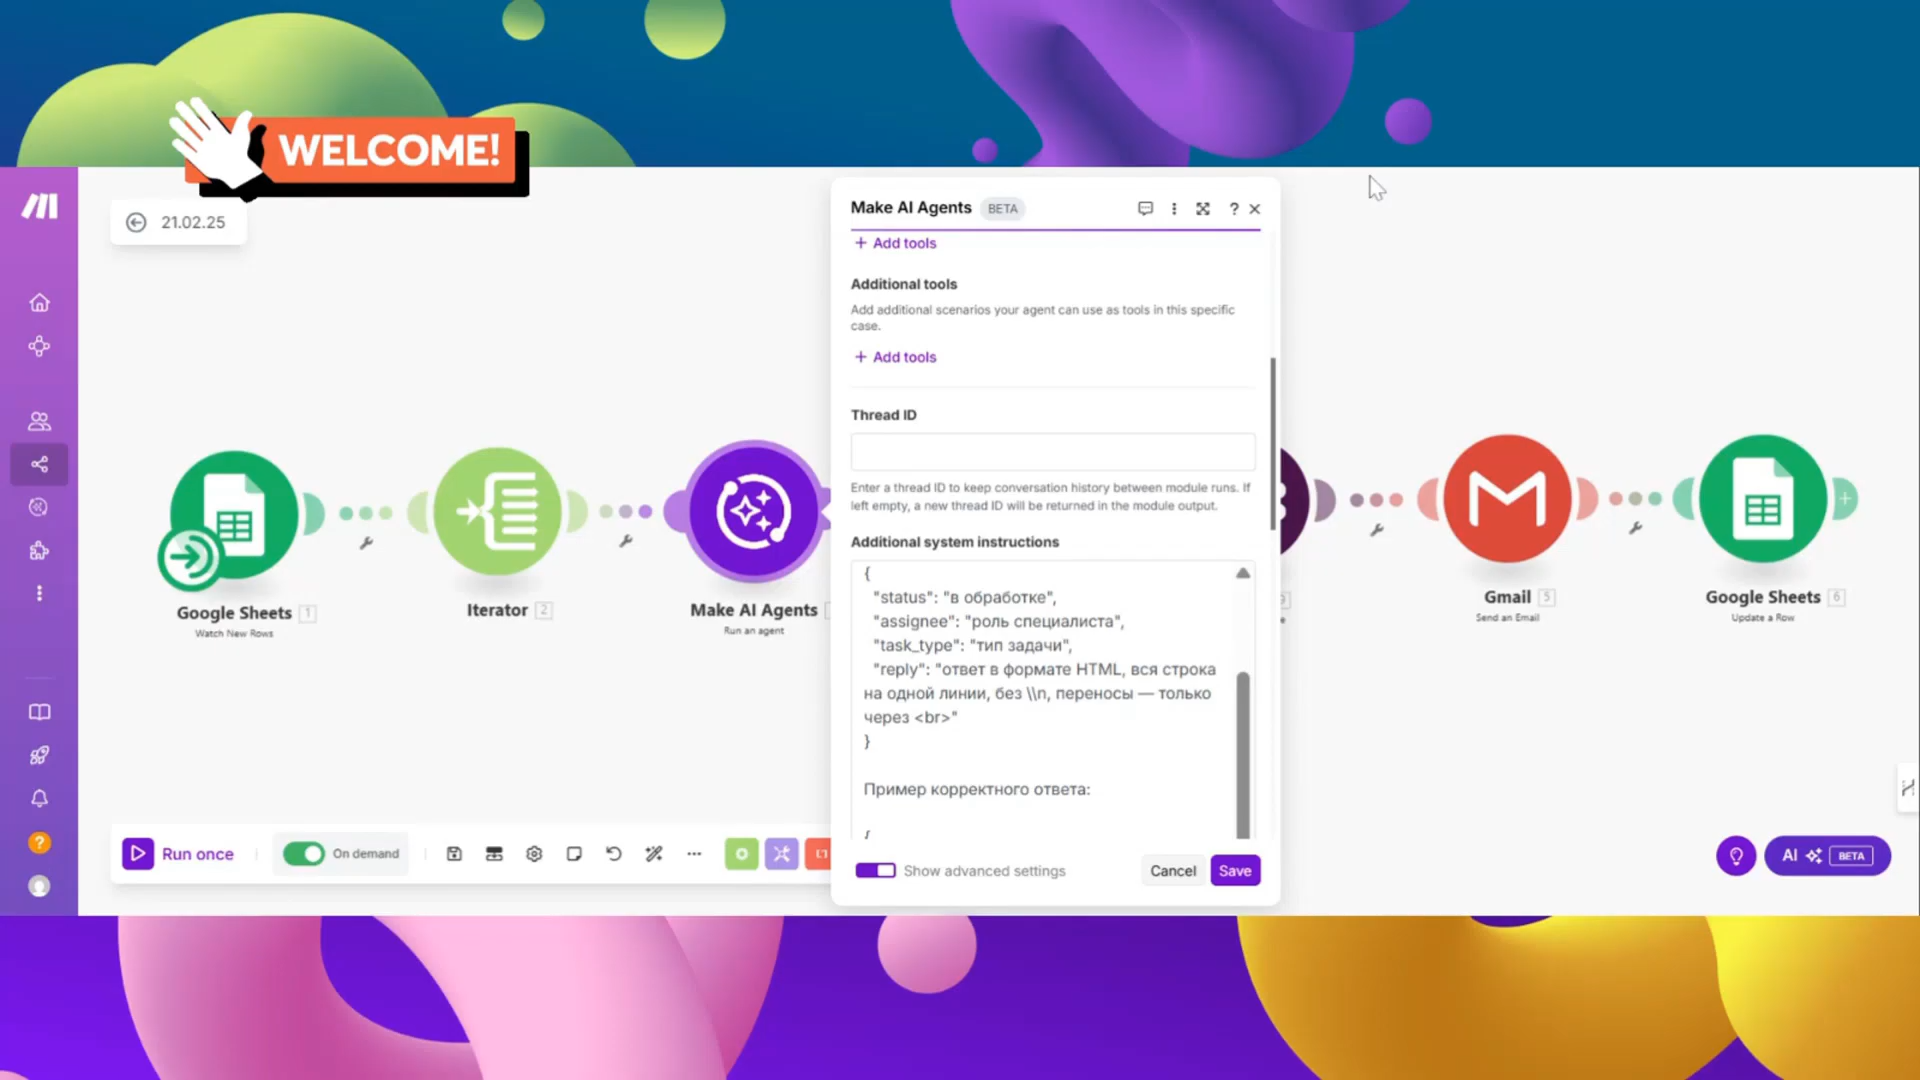 WELCOME!
21.02.25
Make AI Agents BETA
?
+ Add tools
Additional tools
Add additional scenarios your agent can use as tools in this specific
case.
+ Add tools
Thread ID
Enter a thread ID to keep conversation history between module runs. If
left empty, a new thread ID will be returned in the module output.
Additional system instructions
{
"status": "в обработке",
"assignee": "роль специалиста",
"task_type": "тип задачи",
"reply": "ответ в формате HTML, вся строка
на одной линии, без \\n, переносы — только
через <br>"
}
Пример корректного ответа:
{
Show advanced settings
Cancel
Save
Google Sheets 1
Watch New Rows
Iterator 2
Make AI Agents
Run an agent
Gmail 5
Send an Email
Google Sheets 6
Update a Row
Run once
On demand
AI BETA
?